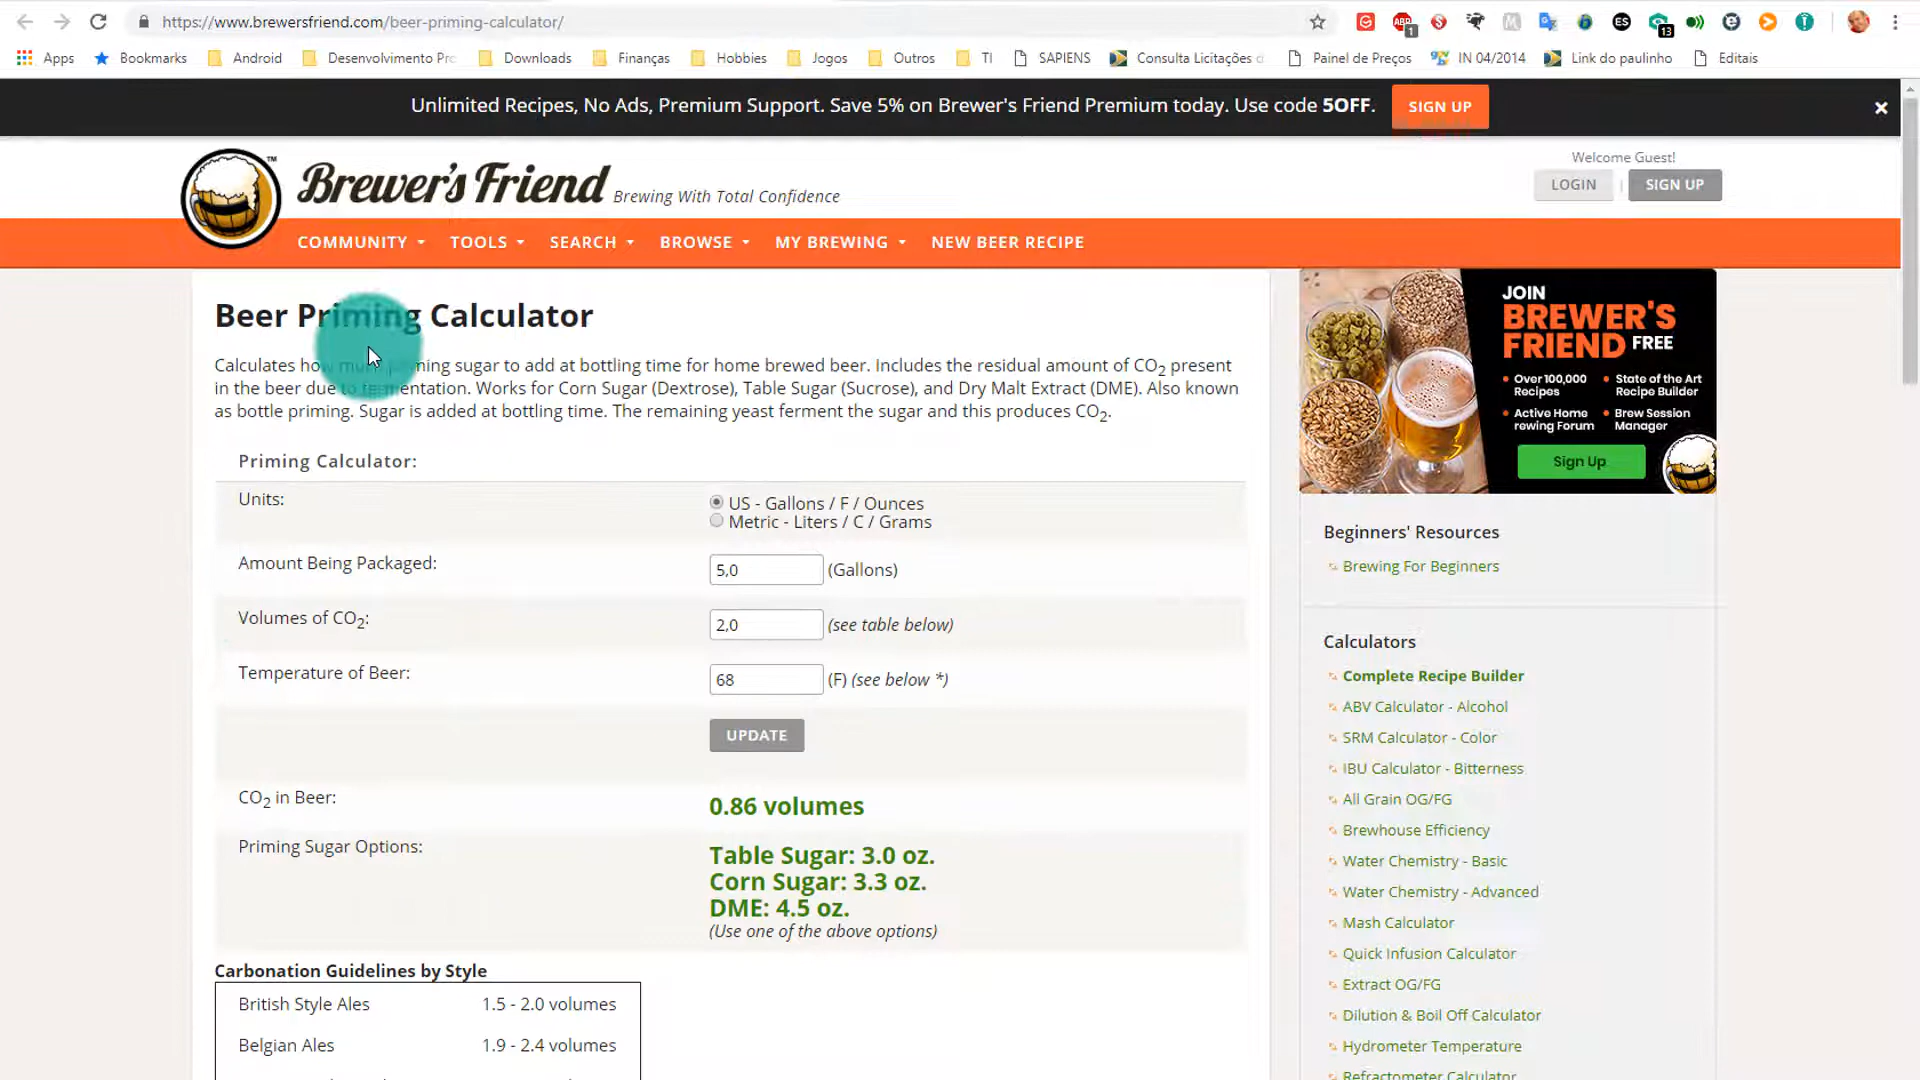 https://www.brewersfriend.com/beer-priming-calculator/
Apps Bookmarks Android Desenvolvimento Pro Downloads Finanças Hobbies Jogos Outros TI SAPIENS Consulta Licitações Painel de Preços IN 04/2014 Link do paulinho Editais
Unlimited Recipes, No Ads, Premium Support. Save 5% on Brewer's Friend Premium today. Use code 5OFF. SIGN UP
Welcome Guest!
Brewer's Friend Brewing With Total Confidence
LOGIN | SIGN UP
COMMUNITY TOOLS SEARCH BROWSE MY BREWING NEW BEER RECIPE
Beer Priming Calculator
Calculates how much priming sugar to add at bottling time for home brewed beer. Includes the residual amount of CO2 present
in the beer due to fermentation. Works for Corn Sugar (Dextrose), Table Sugar (Sucrose), and Dry Malt Extract (DME). Also known
as bottle priming. Sugar is added at bottling time. The remaining yeast ferment the sugar and this produces CO2.
Priming Calculator:
Units:
US - Gallons / F / Ounces
Metric - Liters / C / Grams
Amount Being Packaged: 5,0 (Gallons)
Volumes of CO2: 2,0 (see table below)
Temperature of Beer: 68 (F) (see below *)
UPDATE
CO2 in Beer: 0.86 volumes
Priming Sugar Options:
Table Sugar: 3.0 oz.
Corn Sugar: 3.3 oz.
DME: 4.5 oz.
(Use one of the above options)
Carbonation Guidelines by Style
British Style Ales 1.5 - 2.0 volumes
Belgian Ales 1.9 - 2.4 volumes
JOIN
BREWER'S
FRIEND FREE
Over 100,000
Recipes
State of the Art
Recipe Builder
Active Home
rewing Forum
Brew Session
Manager
Sign Up
Beginners' Resources
Brewing For Beginners
Calculators
Complete Recipe Builder
ABV Calculator - Alcohol
SRM Calculator - Color
IBU Calculator - Bitterness
All Grain OG/FG
Brewhouse Efficiency
Water Chemistry - Basic
Water Chemistry - Advanced
Mash Calculator
Quick Infusion Calculator
Extract OG/FG
Dilution & Boil Off Calculator
Hydrometer Temperature
Refractometer Calculator